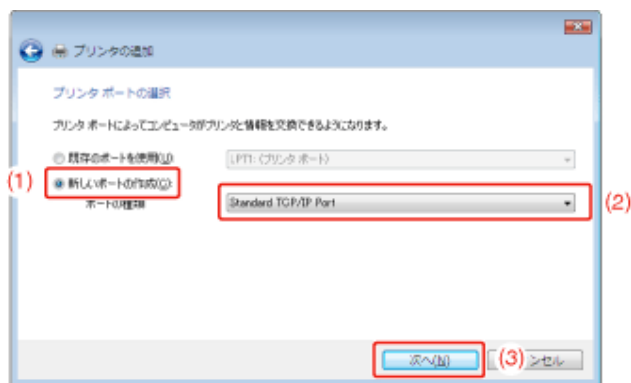 プリンタの追加
プリンタ ポートの選択
プリンタ ポートによってコンピュータがプリンタと情報を交換できるようになります。
既存のポートを使用(U):
LPT1: (プリンタ ポート)
(1)
新しいポートの作成(C):
ポートの種類
Standard TCP/IP Port
(2)
次へ(N)
(3)
ンセル